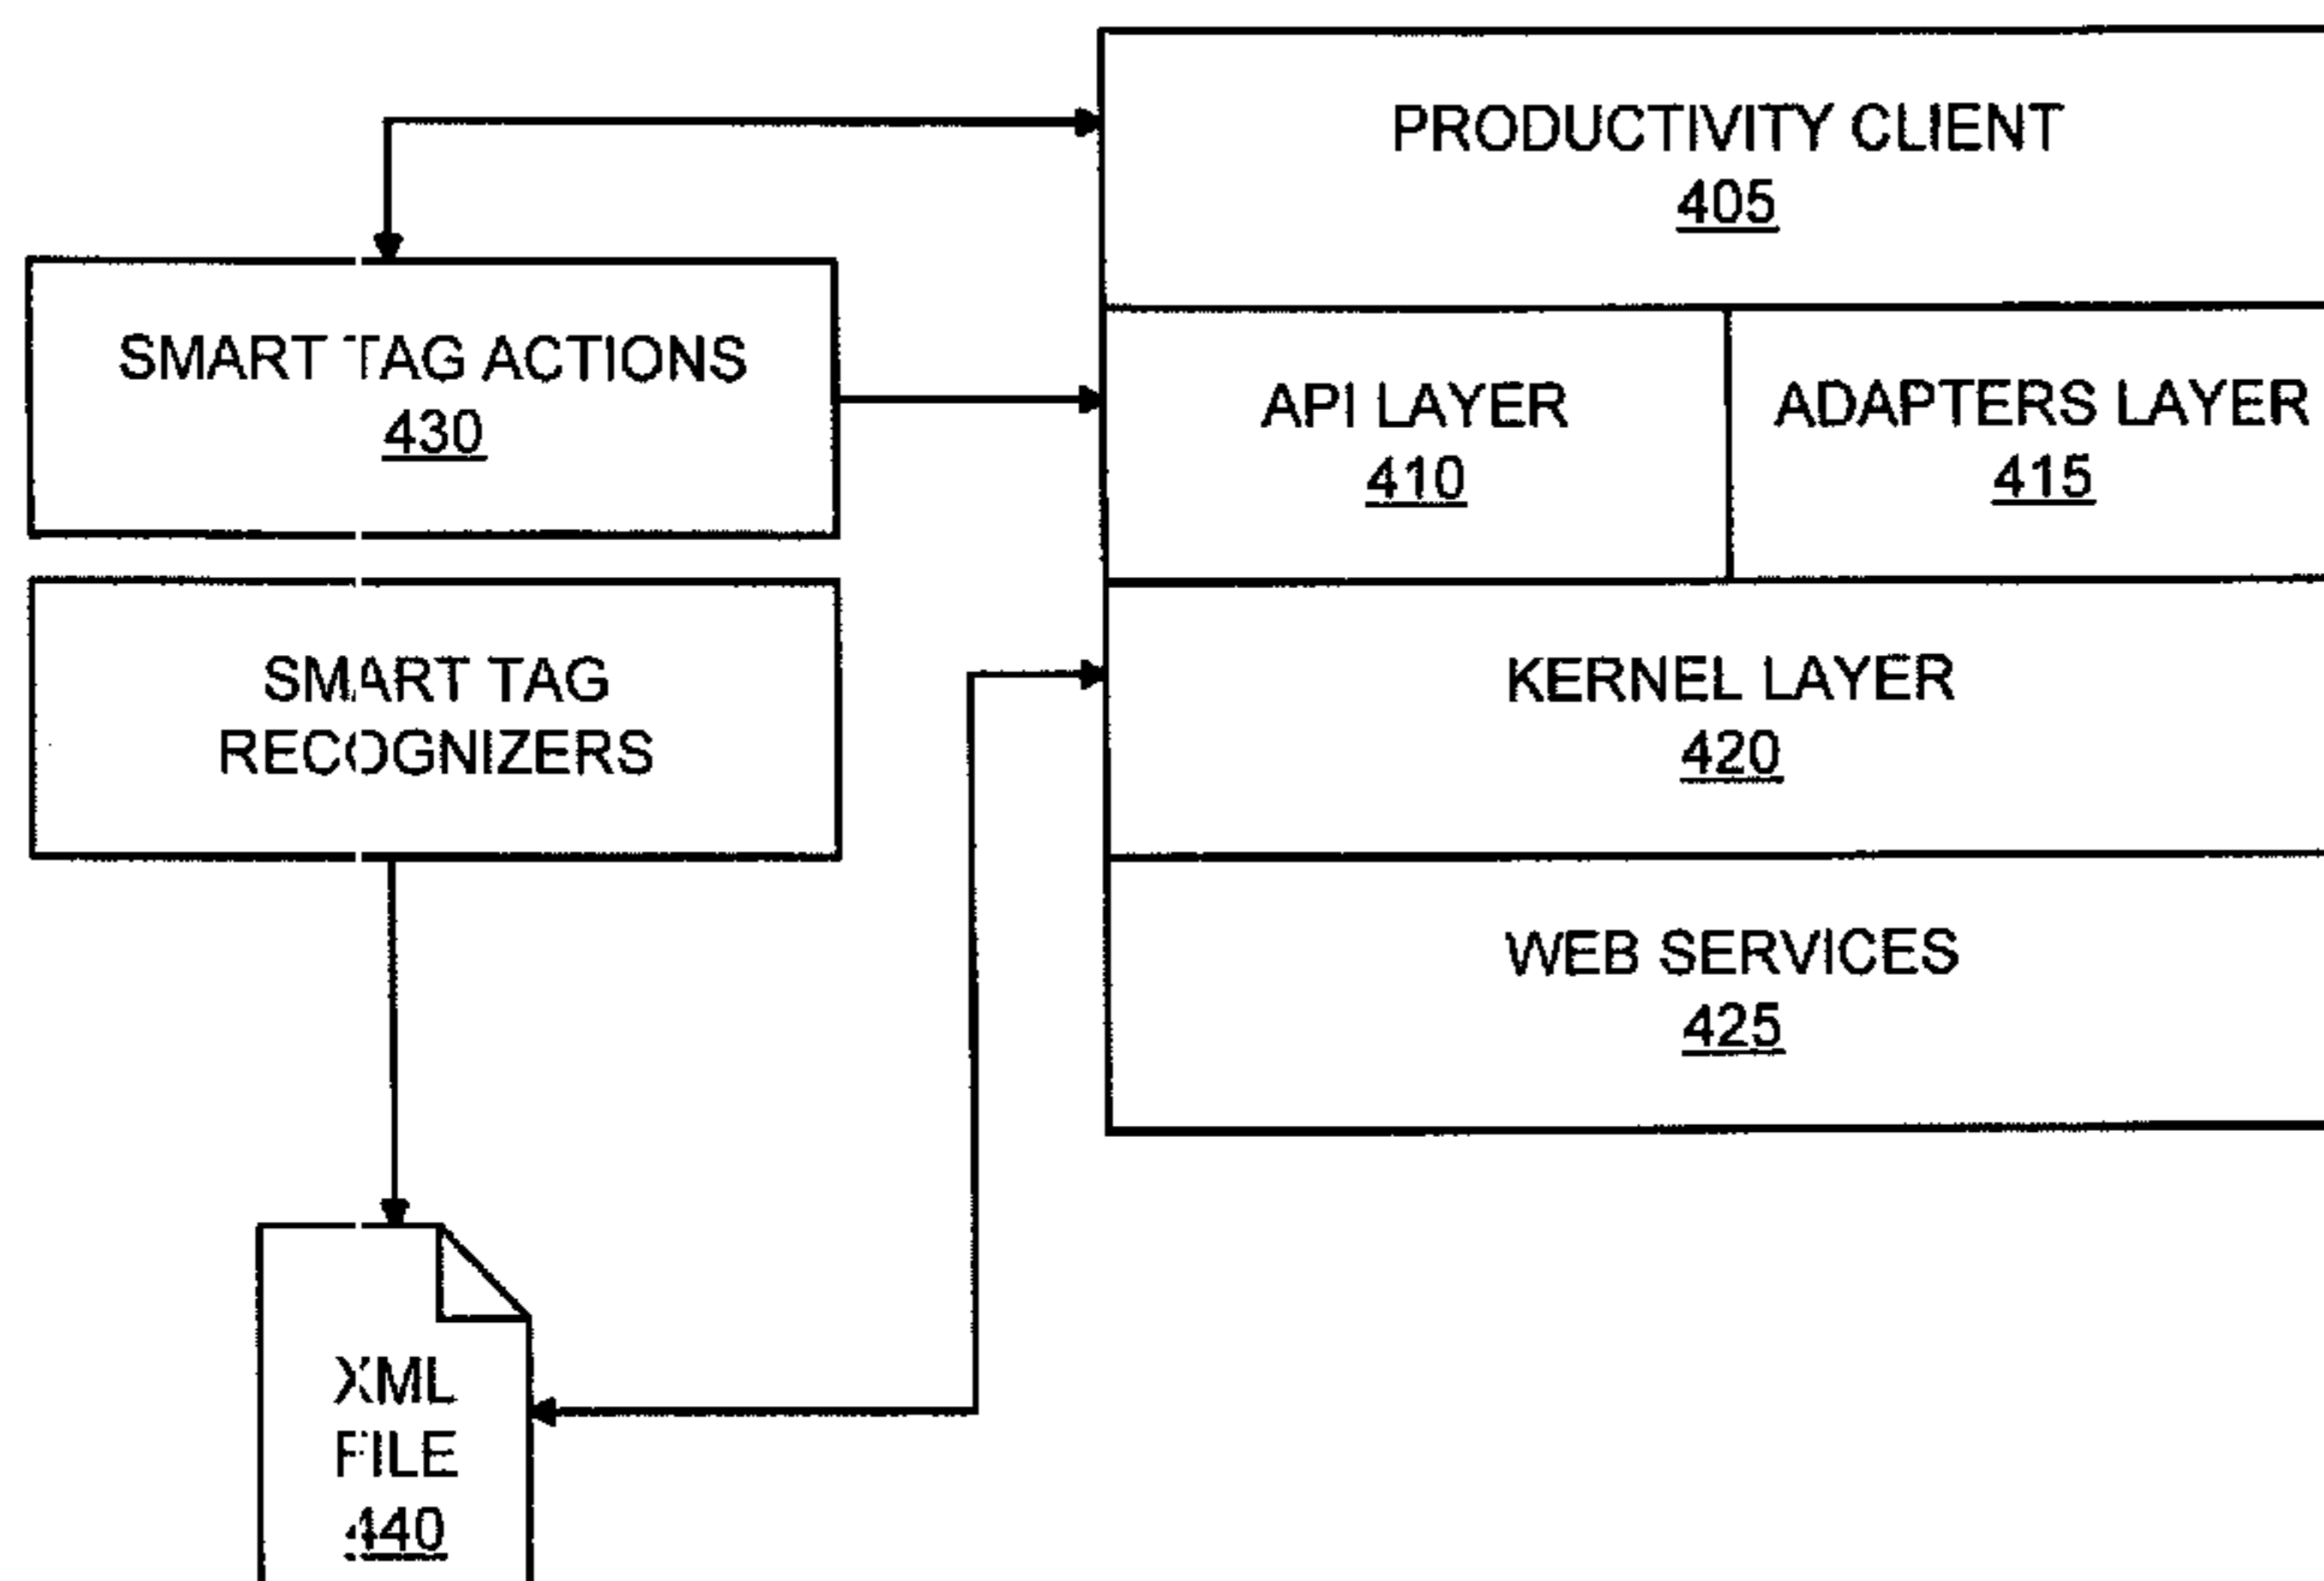 PRODUCTIVITY CLIENT
405
SMART TAG ACTIONS
430
API LAYER
410
ADAPTERS LAYER
415
SMART TAG
RECOGNIZERS
KERNEL LAYER
420
WEB SERVICES
425
XML
FILE
440